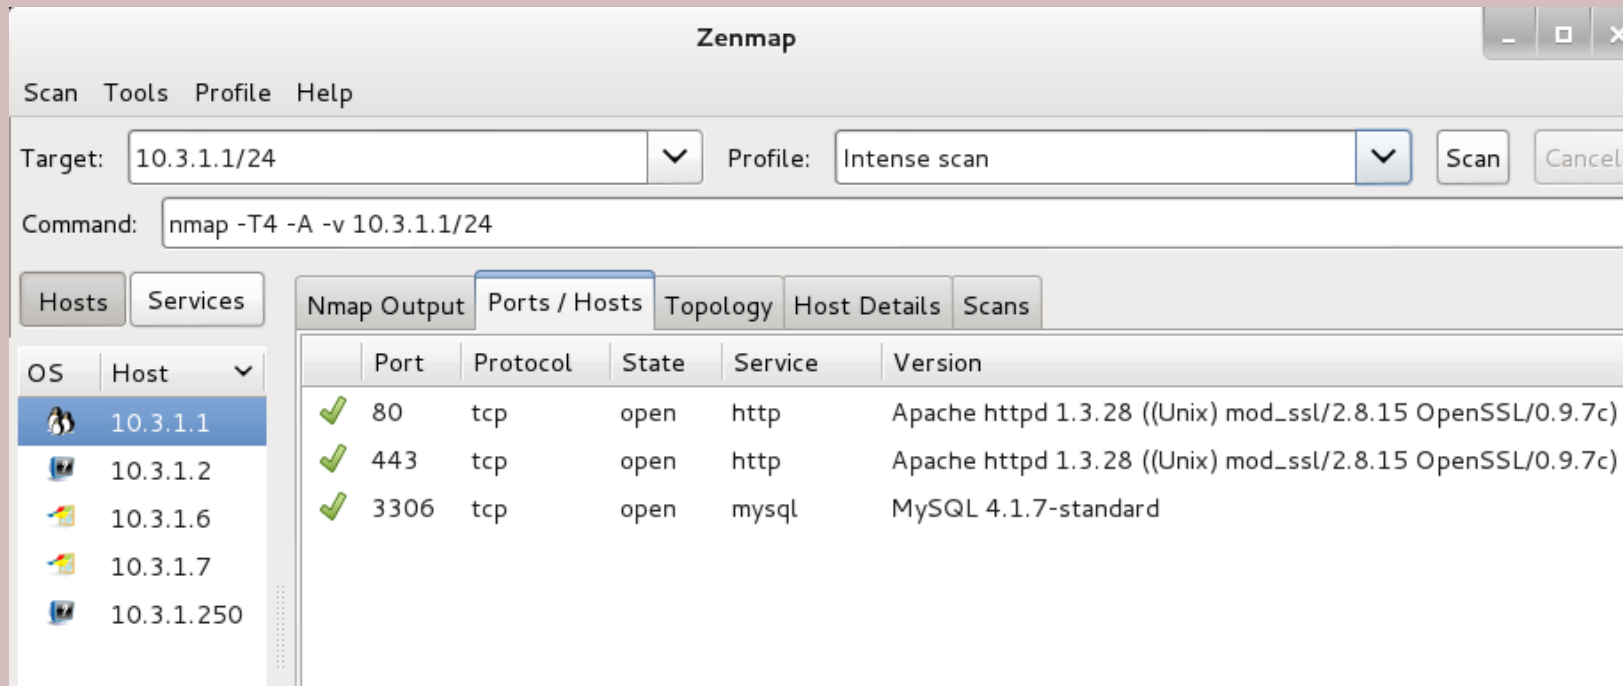 Zenmap
Scan Tools Profile Help
Target: 10.3.1.1/24 Profile: Intense scan Scan Cancel
Command: nmap -T4 -A -v 10.3.1.1/24
Hosts Services Nmap Output Ports / Hosts Topology Host Details Scans
OS Host Port Protocol State Service Version
10.3.1.1 80 tcp open http Apache httpd 1.3.28 ((Unix) mod_ssl/2.8.15 OpenSSL/0.9.7c)
10.3.1.2 443 tcp open http Apache httpd 1.3.28 ((Unix) mod_ssl/2.8.15 OpenSSL/0.9.7c)
10.3.1.6 3306 tcp open mysql MySQL 4.1.7-standard
10.3.1.7
10.3.1.250